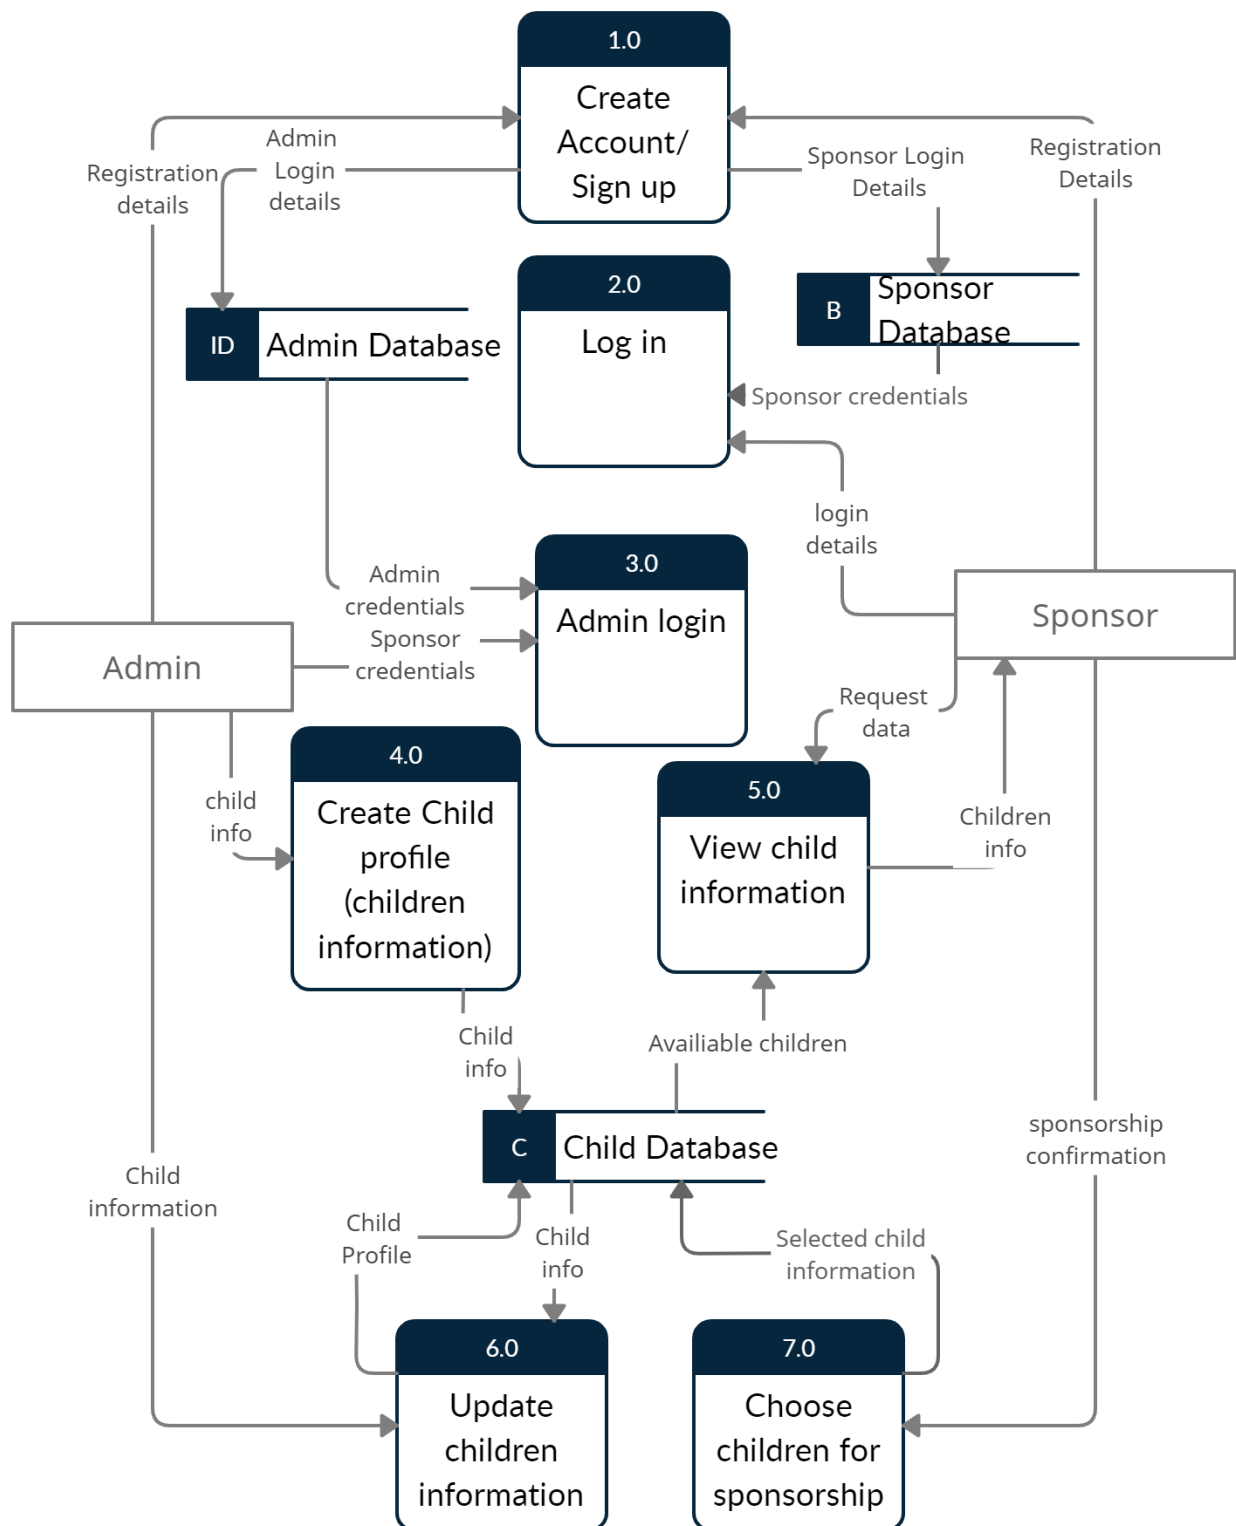 1.0
Create
Account/
Sign up
Registration
details
Admin
Login
details
Sponsor Login
Details
Registration
Details
ID
Admin Database
2.0
Log in
B
Sponsor
Database
Sponsor credentials
login
details
Admin
credentials
Sponsor
credentials
3.0
Admin login
Admin
Sponsor
Request
data
child
info
4.0
Create Child
profile
(children
information)
5.0
View child
information
Children
info
Child
info
Availiable children
C
Child Database
sponsorship
confirmation
Child
information
Child
Profile
Child
info
Selected child
information
6.0
Update
children
information
7.0
Choose
children for
sponsorship